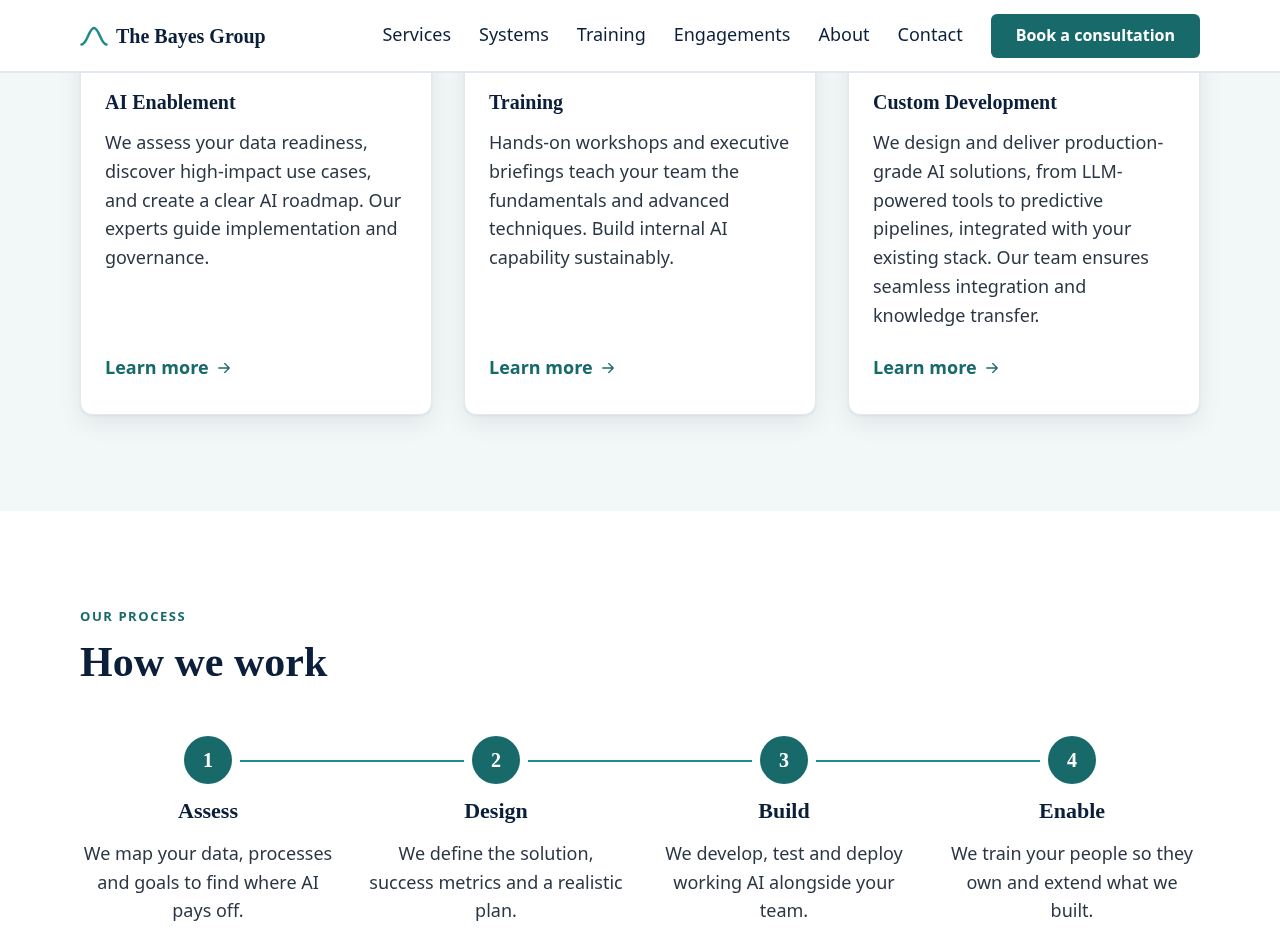 The Bayes Group
Services
Systems
Training
Engagements
About
Contact
Book a consultation
AI Enablement
We assess your data readiness,
discover high-impact use cases,
and create a clear AI roadmap. Our
experts guide implementation and
governance.
Learn more →
Training
Hands-on workshops and executive
briefings teach your team the
fundamentals and advanced
techniques. Build internal AI
capability sustainably.
Learn more →
Custom Development
We design and deliver production-
grade AI solutions, from LLM-
powered tools to predictive
pipelines, integrated with your
existing stack. Our team ensures
seamless integration and
knowledge transfer.
Learn more →
OUR PROCESS
How we work
1
Assess
We map your data, processes
and goals to find where AI
pays off.
2
Design
We define the solution,
success metrics and a realistic
plan.
3
Build
We develop, test and deploy
working AI alongside your
team.
4
Enable
We train your people so they
own and extend what we
built.